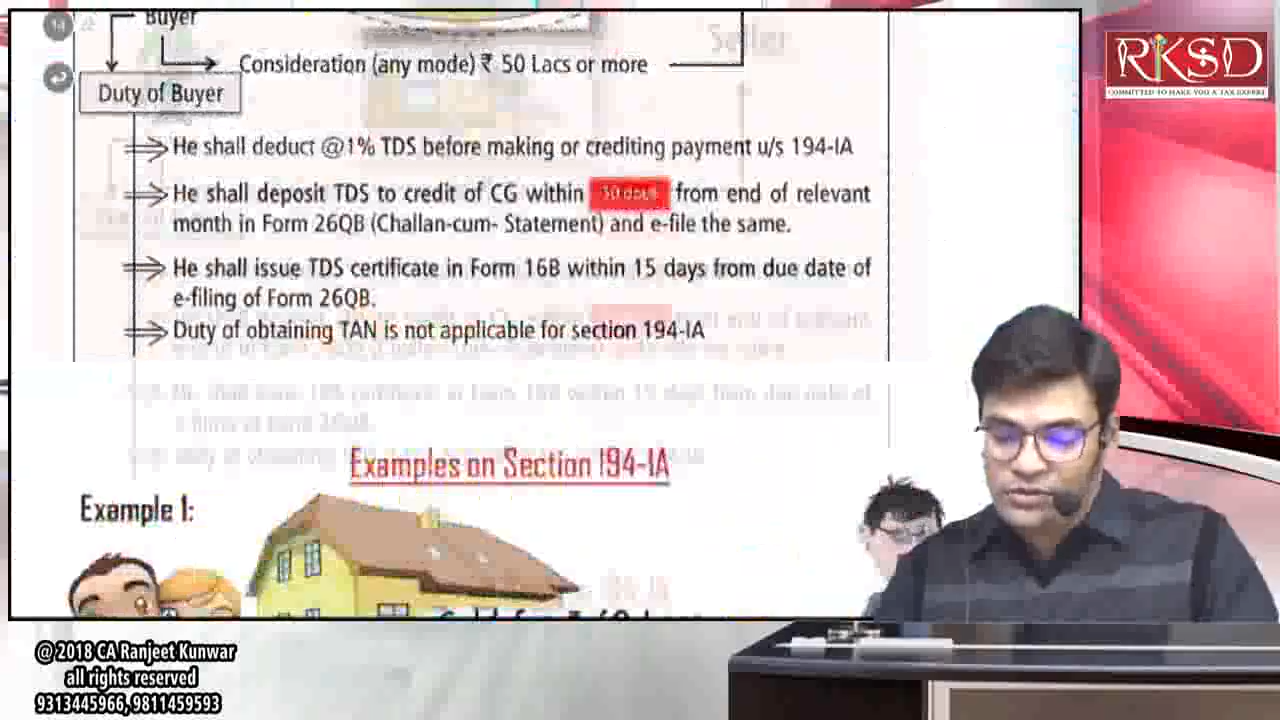 Buyer
Seller
Consideration (any mode) ₹ 50 Lacs or more
Duty of Buyer
He shall deduct @1% TDS before making or crediting payment u/s 194-IA
He shall deposit TDS to credit of CG within 30 days from end of relevant
month in Form 26QB (Challan-cum- Statement) and e-file the same.
He shall issue TDS certificate in Form 16B within 15 days from due date of
e-filing of Form 26QB.
Duty of obtaining TAN is not applicable for section 194-IA
Examples on Section 194-IA
Example 1:
RKSD
COMMITTED TO MAKE YOU A TAX EXPERT
@ 2018 CA Ranjeet Kunwar
all rights reserved
9313445966, 9811459593